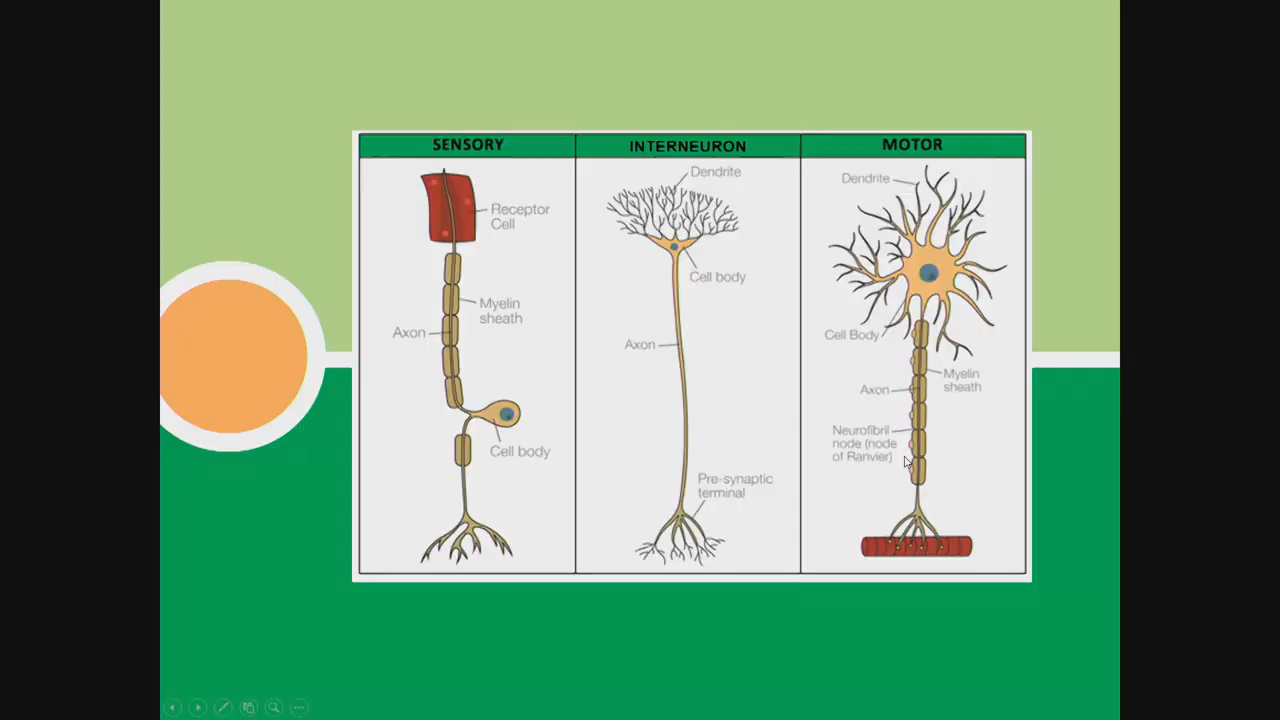 SENSORY
INTERNEURON
MOTOR
Receptor
Cell
Myelin
sheath
Axon
Cell body
Dendrite
Cell body
Axon
Pre-synaptic
terminal
Dendrite
Cell Body
Myelin
sheath
Axon
Neurofibril
node (node
of Ranvier)